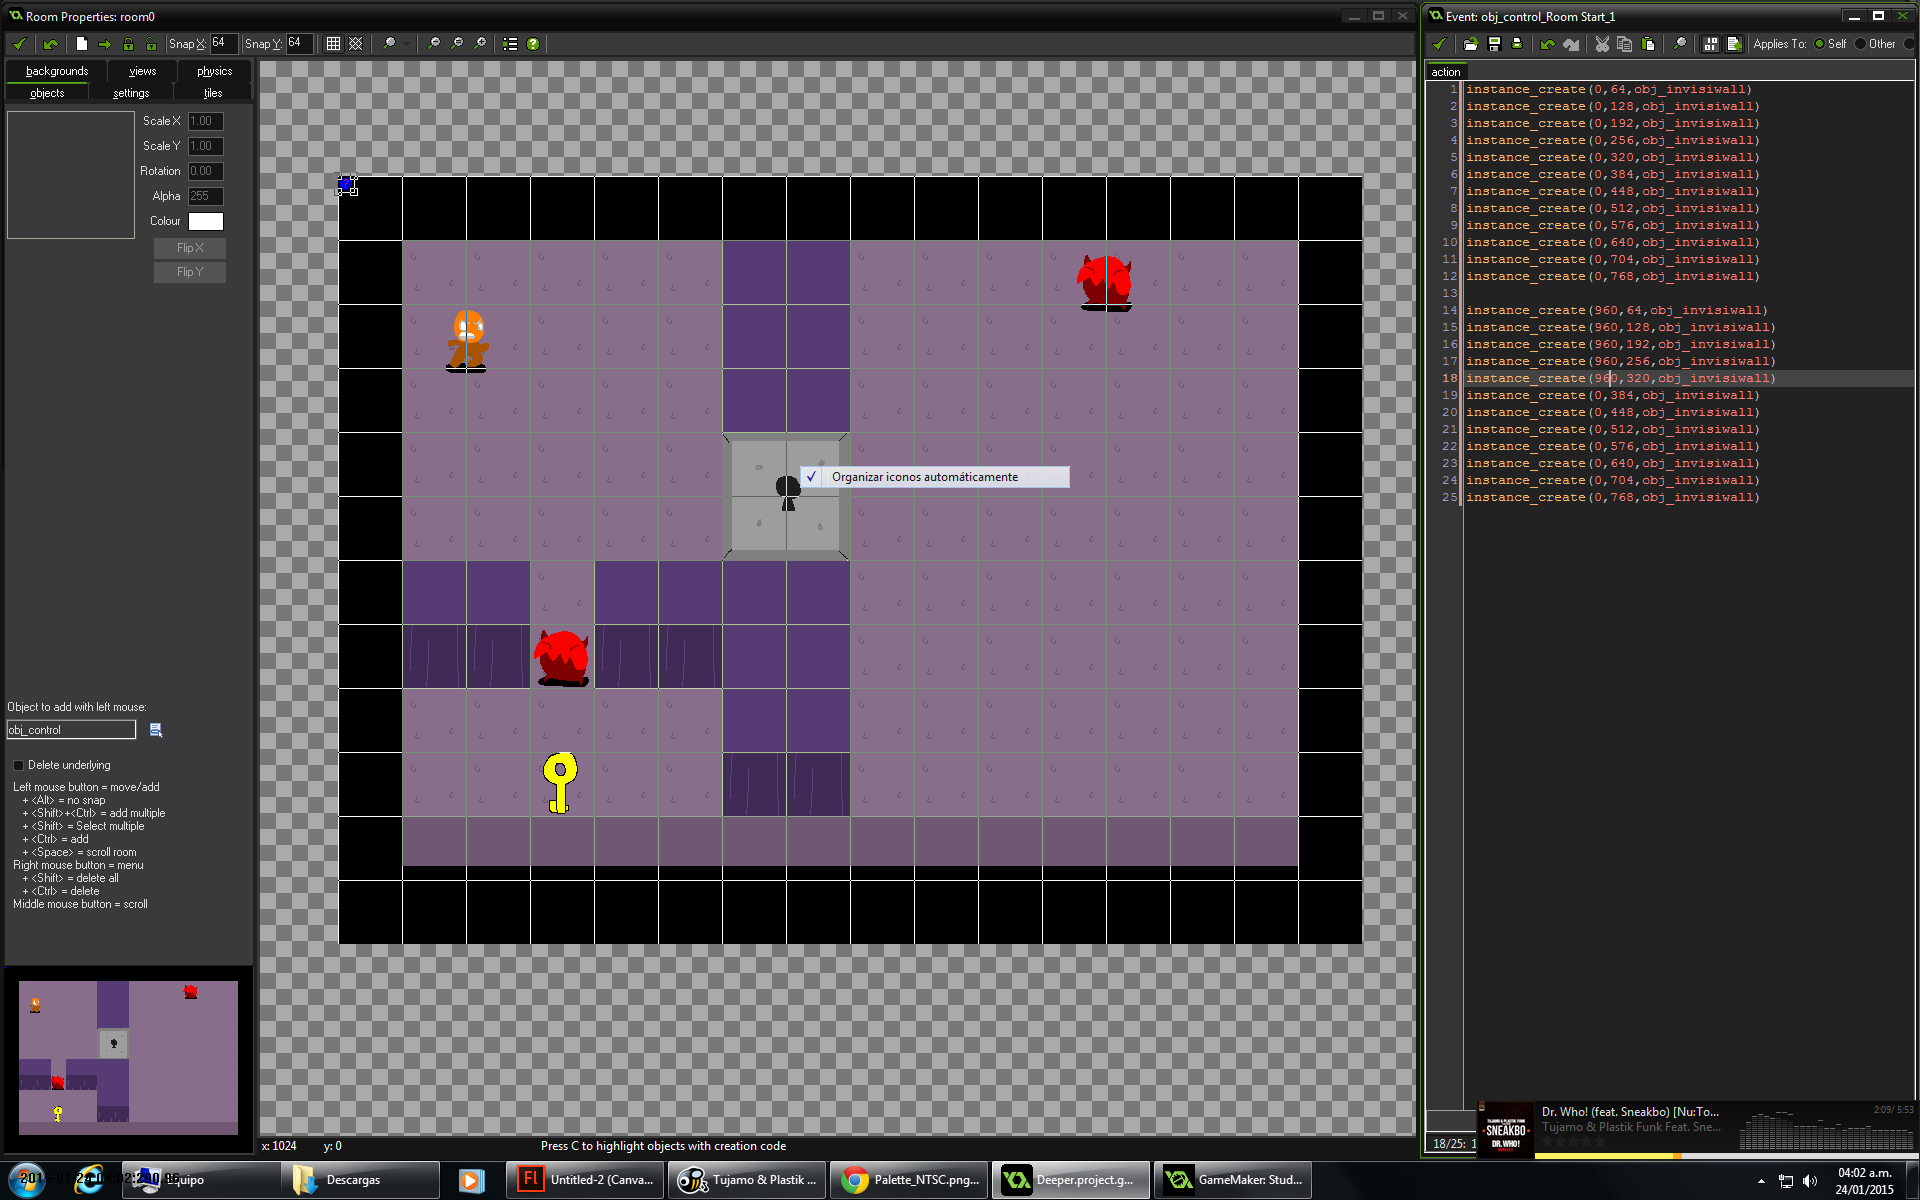 Room Properties: room0
Snap X: 64 Snap Y: 64
backgrounds views physics
objects settings tiles
Scale X 1.00
Scale Y 1.00
Rotation 0.00
Alpha 255
Colour
Flip X
Flip Y
Object to add with left mouse:
obj_control
Delete underlying
Left mouse button = move/add
+ <Alt> = no snap
+ <Shift>+<Ctrl> = add multiple
+ <Shift> = Select multiple
+ <Ctrl> = add
+ <Space> = scroll room
Right mouse button = menu
+ <Shift> = delete all
+ <Ctrl> = delete
Middle mouse button = scroll
Organizar iconos automáticamente
x: 1024 y: 0 Press C to highlight objects with creation code
Event: obj_control_Room Start_1
Applies To: Self Other
action
1 instance_create(0,64,obj_invisiwall)
2 instance_create(0,128,obj_invisiwall)
3 instance_create(0,192,obj_invisiwall)
4 instance_create(0,256,obj_invisiwall)
5 instance_create(0,320,obj_invisiwall)
6 instance_create(0,384,obj_invisiwall)
7 instance_create(0,448,obj_invisiwall)
8 instance_create(0,512,obj_invisiwall)
9 instance_create(0,576,obj_invisiwall)
10 instance_create(0,640,obj_invisiwall)
11 instance_create(0,704,obj_invisiwall)
12 instance_create(0,768,obj_invisiwall)
13
14 instance_create(960,64,obj_invisiwall)
15 instance_create(960,128,obj_invisiwall)
16 instance_create(960,192,obj_invisiwall)
17 instance_create(960,256,obj_invisiwall)
18 instance_create(960,320,obj_invisiwall)
19 instance_create(0,384,obj_invisiwall)
20 instance_create(0,448,obj_invisiwall)
21 instance_create(0,512,obj_invisiwall)
22 instance_create(0,576,obj_invisiwall)
23 instance_create(0,640,obj_invisiwall)
24 instance_create(0,704,obj_invisiwall)
25 instance_create(0,768,obj_invisiwall)
18/25: 1
TUJAMO & PLASTIK FUNK
SNEAKBO
DR. WHO!
Dr. Who! (feat. Sneakbo) [Nu:To...
Tujamo & Plastik Funk Feat. Sne...
2:09/ 5:53
Descargas
Untitled-2 (Canva...
Tujamo & Plastik ...
Palette_NTSC.png...
Deeper.project.g...
GameMaker: Stud...
04:02 a.m.
24/01/2015